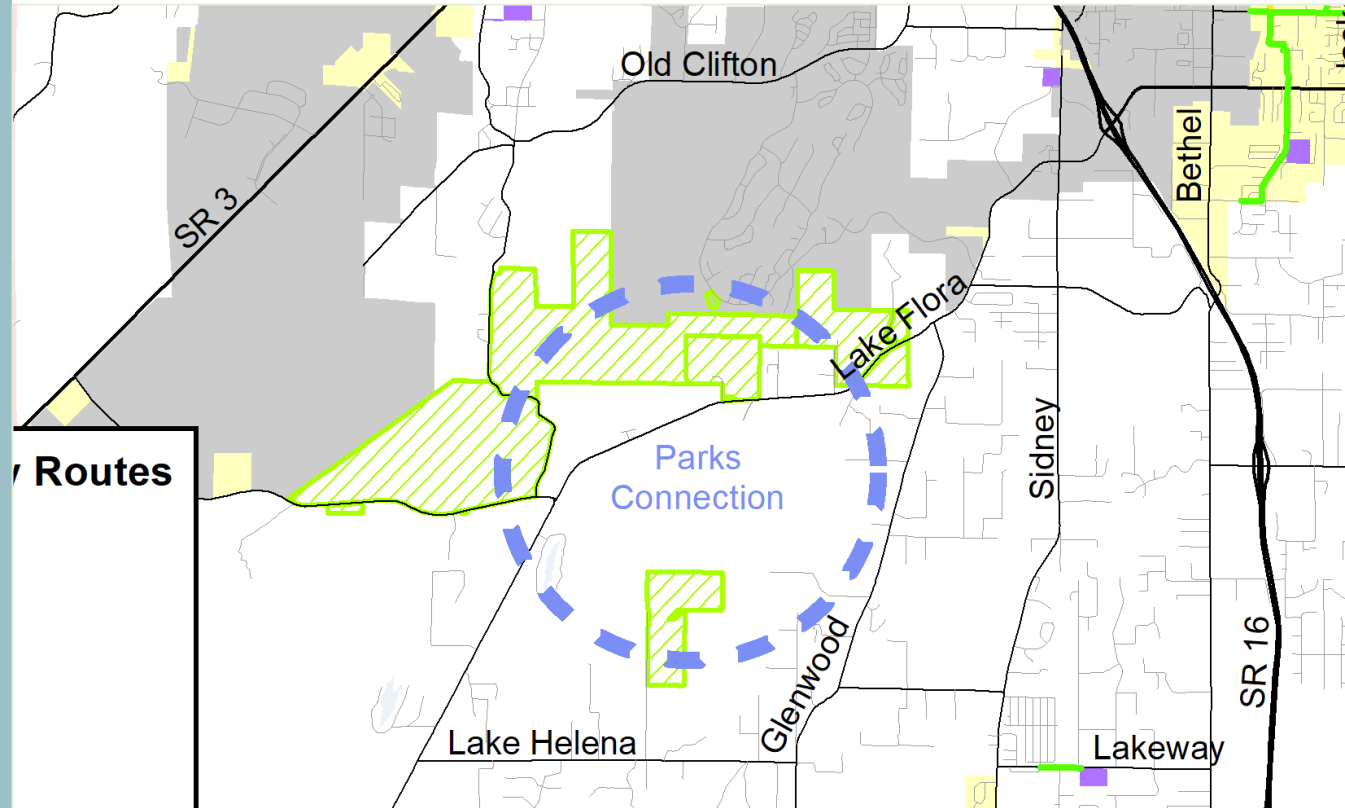 Old Clifton
Bethel
SR 3
Lake Flora
y Routes
Parks
Connection
Sidney
SR 16
Glenwood
Lake Helena
Lakeway